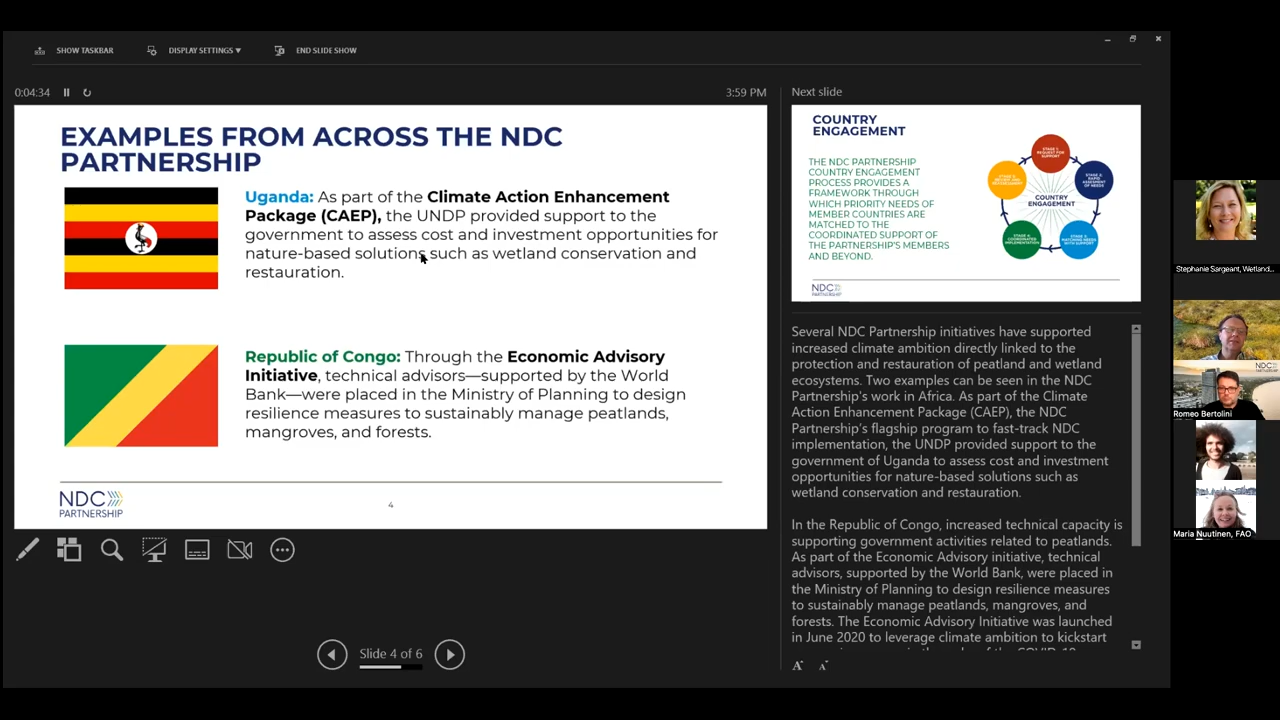 SHOW TASKBAR
DISPLAY SETTINGS ▼
END SLIDE SHOW
0:04:34
3:59 PM
EXAMPLES FROM ACROSS THE NDC
PARTNERSHIP
Uganda: As part of the Climate Action Enhancement
Package (CAEP), the UNDP provided support to the
government to assess cost and investment opportunities for
nature-based solutions such as wetland conservation and
restauration.
Republic of Congo: Through the Economic Advisory
Initiative, technical advisors—supported by the World
Bank—were placed in the Ministry of Planning to design
resilience measures to sustainably manage peatlands,
mangroves, and forests.
NDC
PARTNERSHIP
4
Slide 4 of 6
Next slide
COUNTRY
ENGAGEMENT
THE NDC PARTNERSHIP
COUNTRY ENGAGEMENT
PROCESS PROVIDES A
FRAMEWORK THROUGH
WHICH PRIORITY NEEDS OF
MEMBER COUNTRIES ARE
MATCHED TO THE
COORDINATED SUPPORT OF
THE PARTNERSHIP'S MEMBERS
AND BEYOND.
COUNTRY
ENGAGEMENT
NDC
PARTNERSHIP
Several NDC Partnership initiatives have supported
increased climate ambition directly linked to the
protection and restauration of peatland and wetland
ecosystems. Two examples can be seen in the NDC
Partnership's work in Africa. As part of the Climate
Action Enhancement Package (CAEP), the NDC
Partnership's flagship program to fast-track NDC
implementation, the UNDP provided support to the
government of Uganda to assess cost and investment
opportunities for nature-based solutions such as
wetland conservation and restauration.
In the Republic of Congo, increased technical capacity is
supporting government activities related to peatlands.
As part of the Economic Advisory initiative, technical
advisors, supported by the World Bank, were placed in
the Ministry of Planning to design resilience measures
to sustainably manage peatlands, mangroves, and
forests. The Economic Advisory Initiative was launched
in June 2020 to leverage climate ambition to kickstart
A A
Stephanie Sargeant, Wetland...
NDC
Romeo Bertolini
Maria Nuutinen, FAO